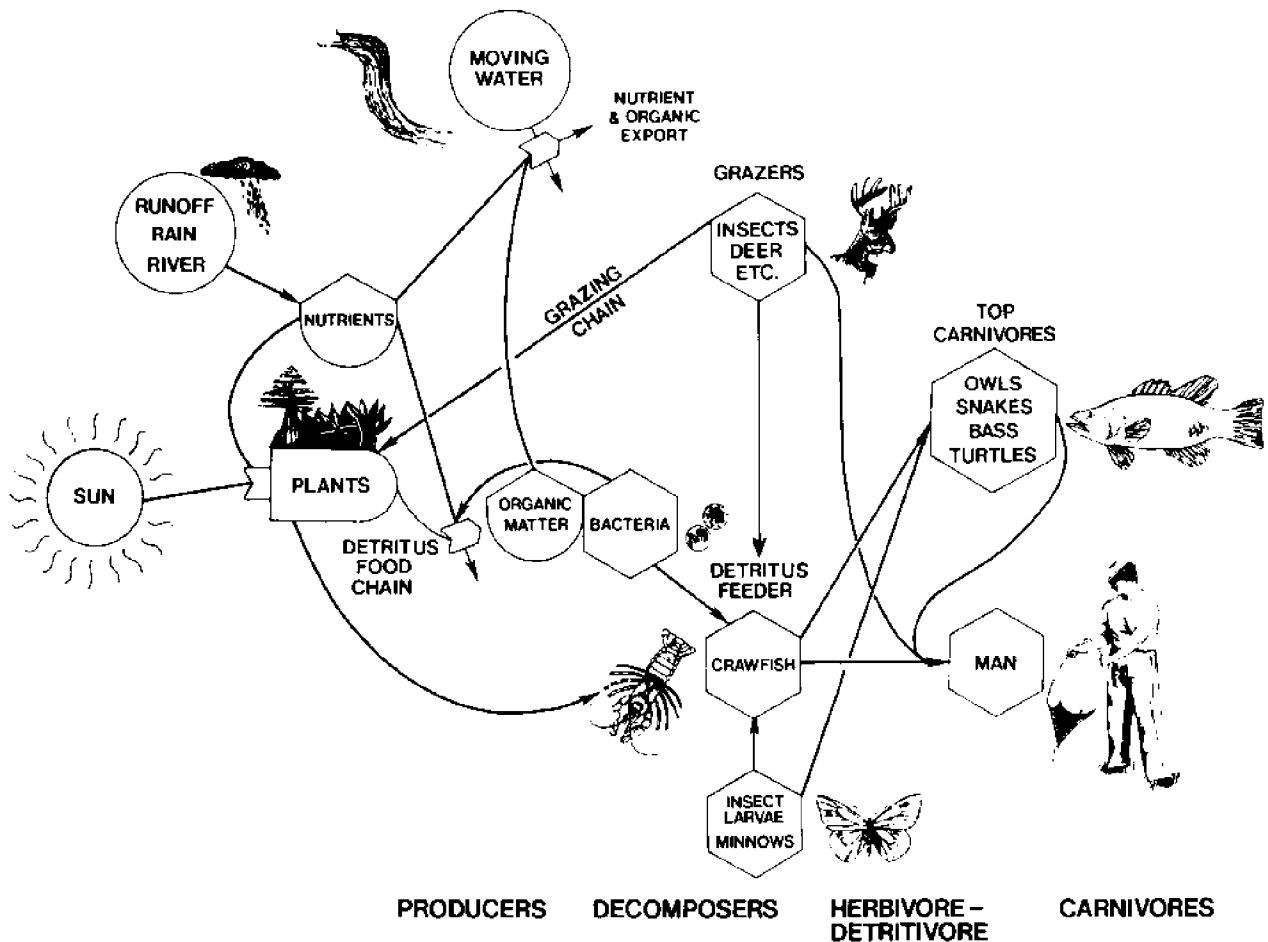 MOVING
WATER
NUTRIENT
& ORGANIC
EXPORT
RUNOFF
RAIN
RIVER
GRAZERS
INSECTS
DEER
ETC.
NUTRIENTS
GRAZING
CHAIN
TOP
CARNIVORES
OWLS
SNAKES
BASS
TURTLES
SUN
PLANTS
ORGANIC
MATTER
BACTERIA
DETRITUS
FOOD
CHAIN
DETRITUS
FEEDER
CRAWFISH
MAN
INSECT
LARVAE
MINNOWS
PRODUCERS
DECOMPOSERS
HERBIVORE–
DETRITIVORE
CARNIVORES